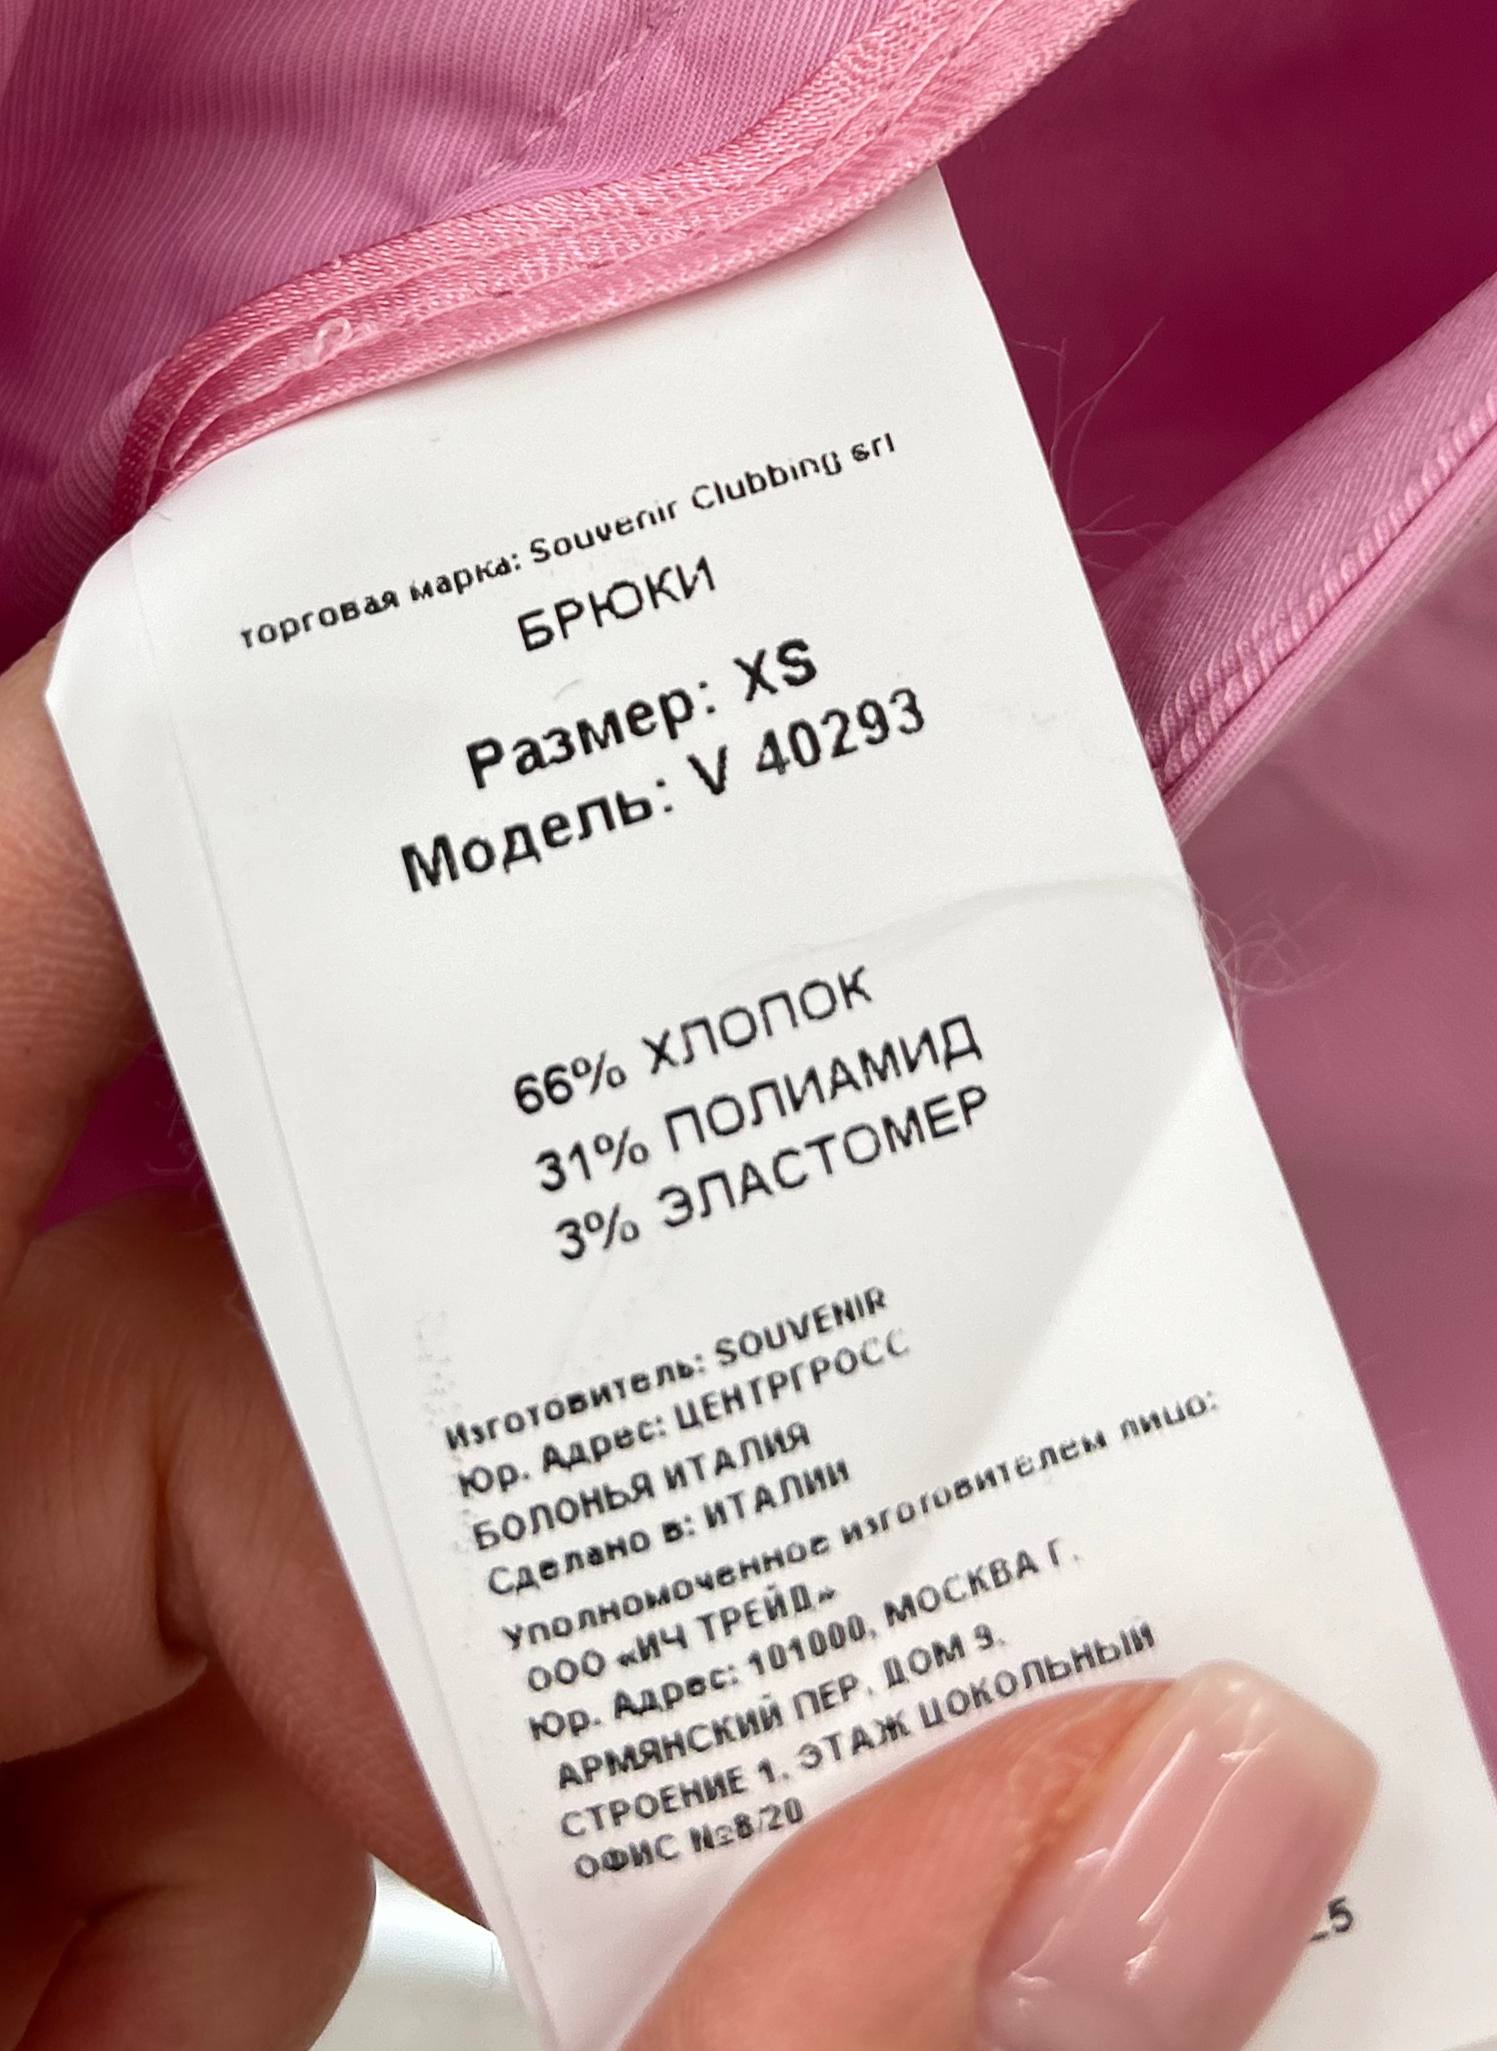 торговая марка: Souvenir Clubbing srl
БРЮКИ
Размер: XS
Модель: V 40293
66% ХЛОПОК
31% ПОЛИАМИД
3% ЭЛАСТОМЕР
Изготовитель: SOUVENIR
Юр. Адрес: ЦЕНТРГРОСС
БОЛОНЬЯ ИТАЛИЯ
Сделано в: ИТАЛИИ
Уполномоченное изготовителем лицо:
ООО «ИЧ ТРЕЙД»
Юр. Адрес: 101000, МОСКВА Г.
АРМЯНСКИЙ ПЕР, ДОМ 9,
СТРОЕНИЕ 1, ЭТАЖ ЦОКОЛЬНЫЙ
ОФИС №8/20